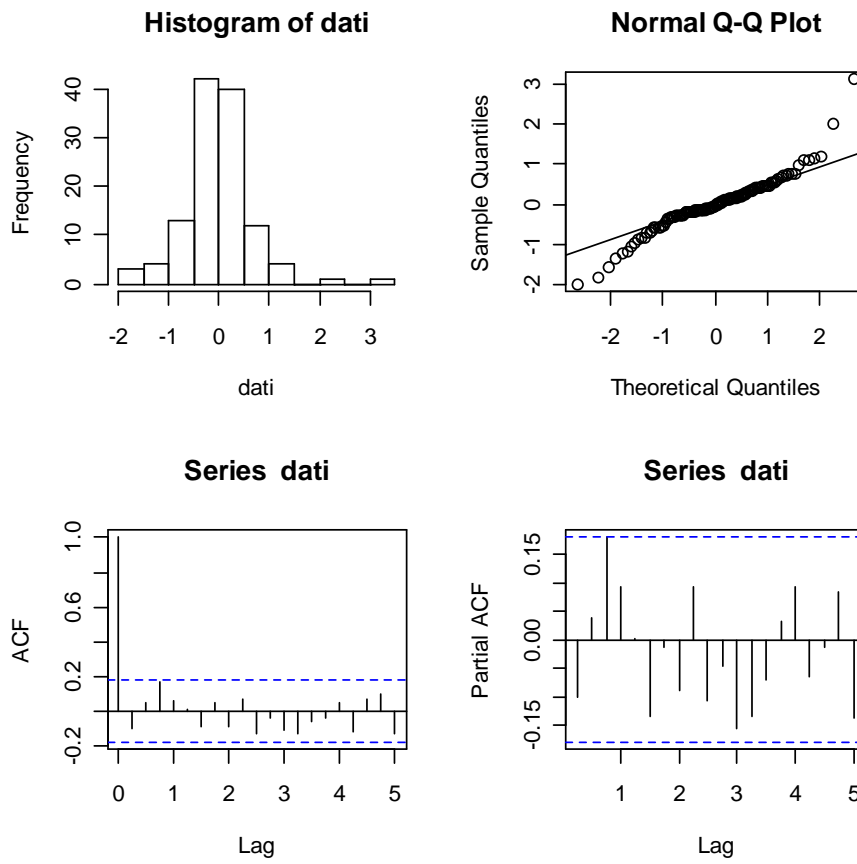 Histogram of dati
Frequency
0 10 20 30 40
-2 -1 0 1 2 3
dati
Normal Q-Q Plot
Sample Quantiles
-2 -1 0 1 2 3
-2 -1 0 1 2
Theoretical Quantiles
Series dati
ACF
-0.2 0.2 0.6 1.0
0 1 2 3 4 5
Lag
Series dati
Partial ACF
-0.15 0.00 0.15
1 2 3 4 5
Lag